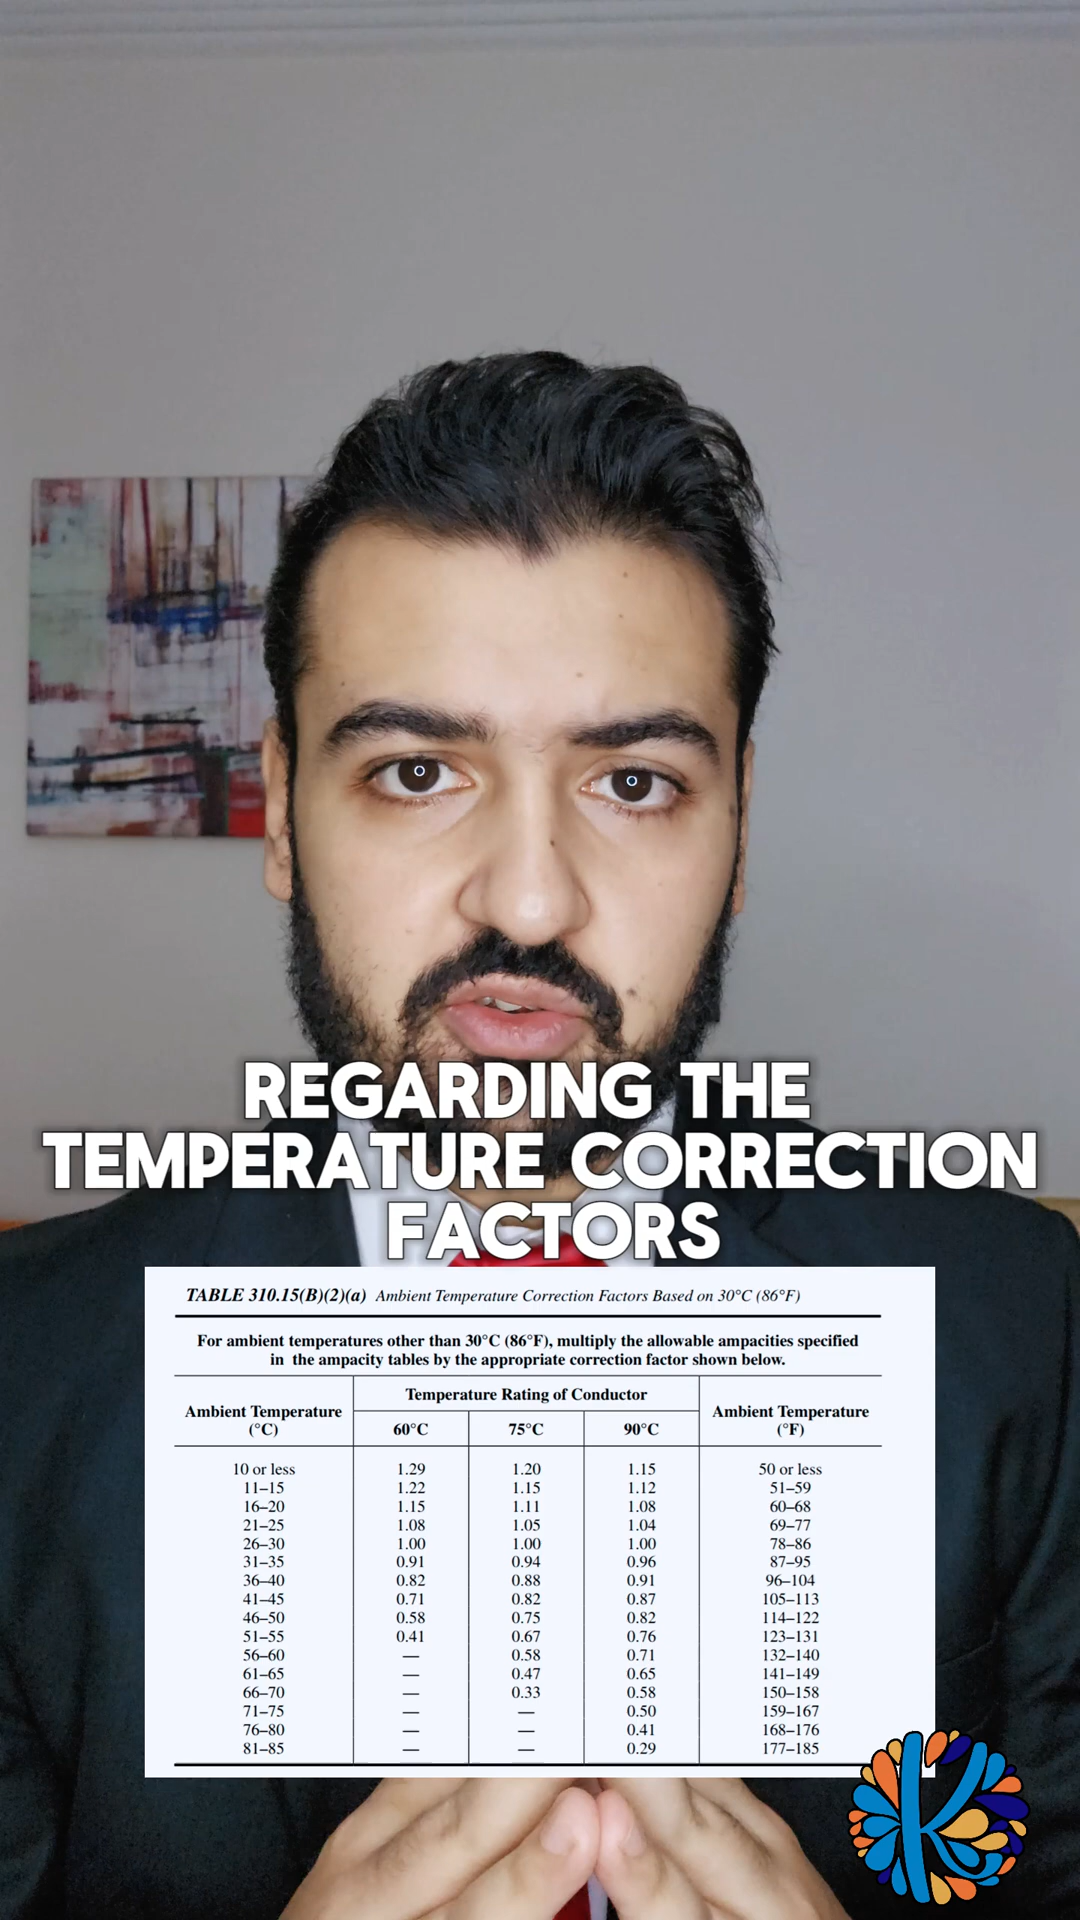 REGARDING THE
TEMPERATURE CORRECTION
FACTORS
TABLE 310.15(B)(2)(a) Ambient Temperature Correction Factors Based on 30°C (86°F)
For ambient temperatures other than 30°C (86°F), multiply the allowable ampacities specified
in the ampacity tables by the appropriate correction factor shown below.
Temperature Rating of Conductor
Ambient Temperature (°C) 60°C 75°C 90°C Ambient Temperature (°F)
10 or less 1.29 1.20 1.15 50 or less
11–15 1.22 1.15 1.12 51–59
16–20 1.15 1.11 1.08 60–68
21–25 1.08 1.05 1.04 69–77
26–30 1.00 1.00 1.00 78–86
31–35 0.91 0.94 0.96 87–95
36–40 0.82 0.88 0.91 96–104
41–45 0.71 0.82 0.87 105–113
46–50 0.58 0.75 0.82 114–122
51–55 0.41 0.67 0.76 123–131
56–60 — 0.58 0.71 132–140
61–65 — 0.47 0.65 141–149
66–70 — 0.33 0.58 150–158
71–75 — — 0.50 159–167
76–80 — — 0.41 168–176
81–85 — — 0.29 177–185
K